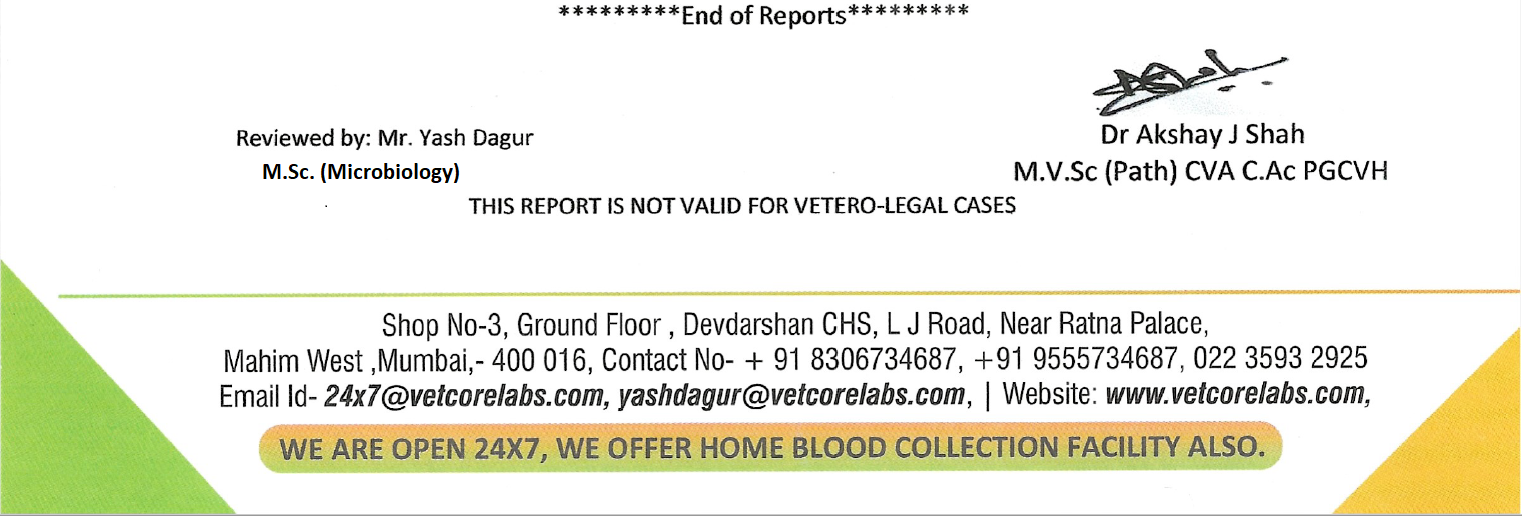 *********End of Reports*********
Reviewed by: Mr. Yash Dagur
M.Sc. (Microbiology)
Dr Akshay J Shah
M.V.Sc (Path) CVA C.Ac PGCVH
THIS REPORT IS NOT VALID FOR VETERO-LEGAL CASES
Shop No-3, Ground Floor , Devdarshan CHS, L J Road, Near Ratna Palace,
Mahim West ,Mumbai,- 400 016, Contact No- + 91 8306734687, +91 9555734687, 022 3593 2925
Email Id- 24x7@vetcorelabs.com, yashdagur@vetcorelabs.com, | Website: www.vetcorelabs.com,
WE ARE OPEN 24X7, WE OFFER HOME BLOOD COLLECTION FACILITY ALSO.